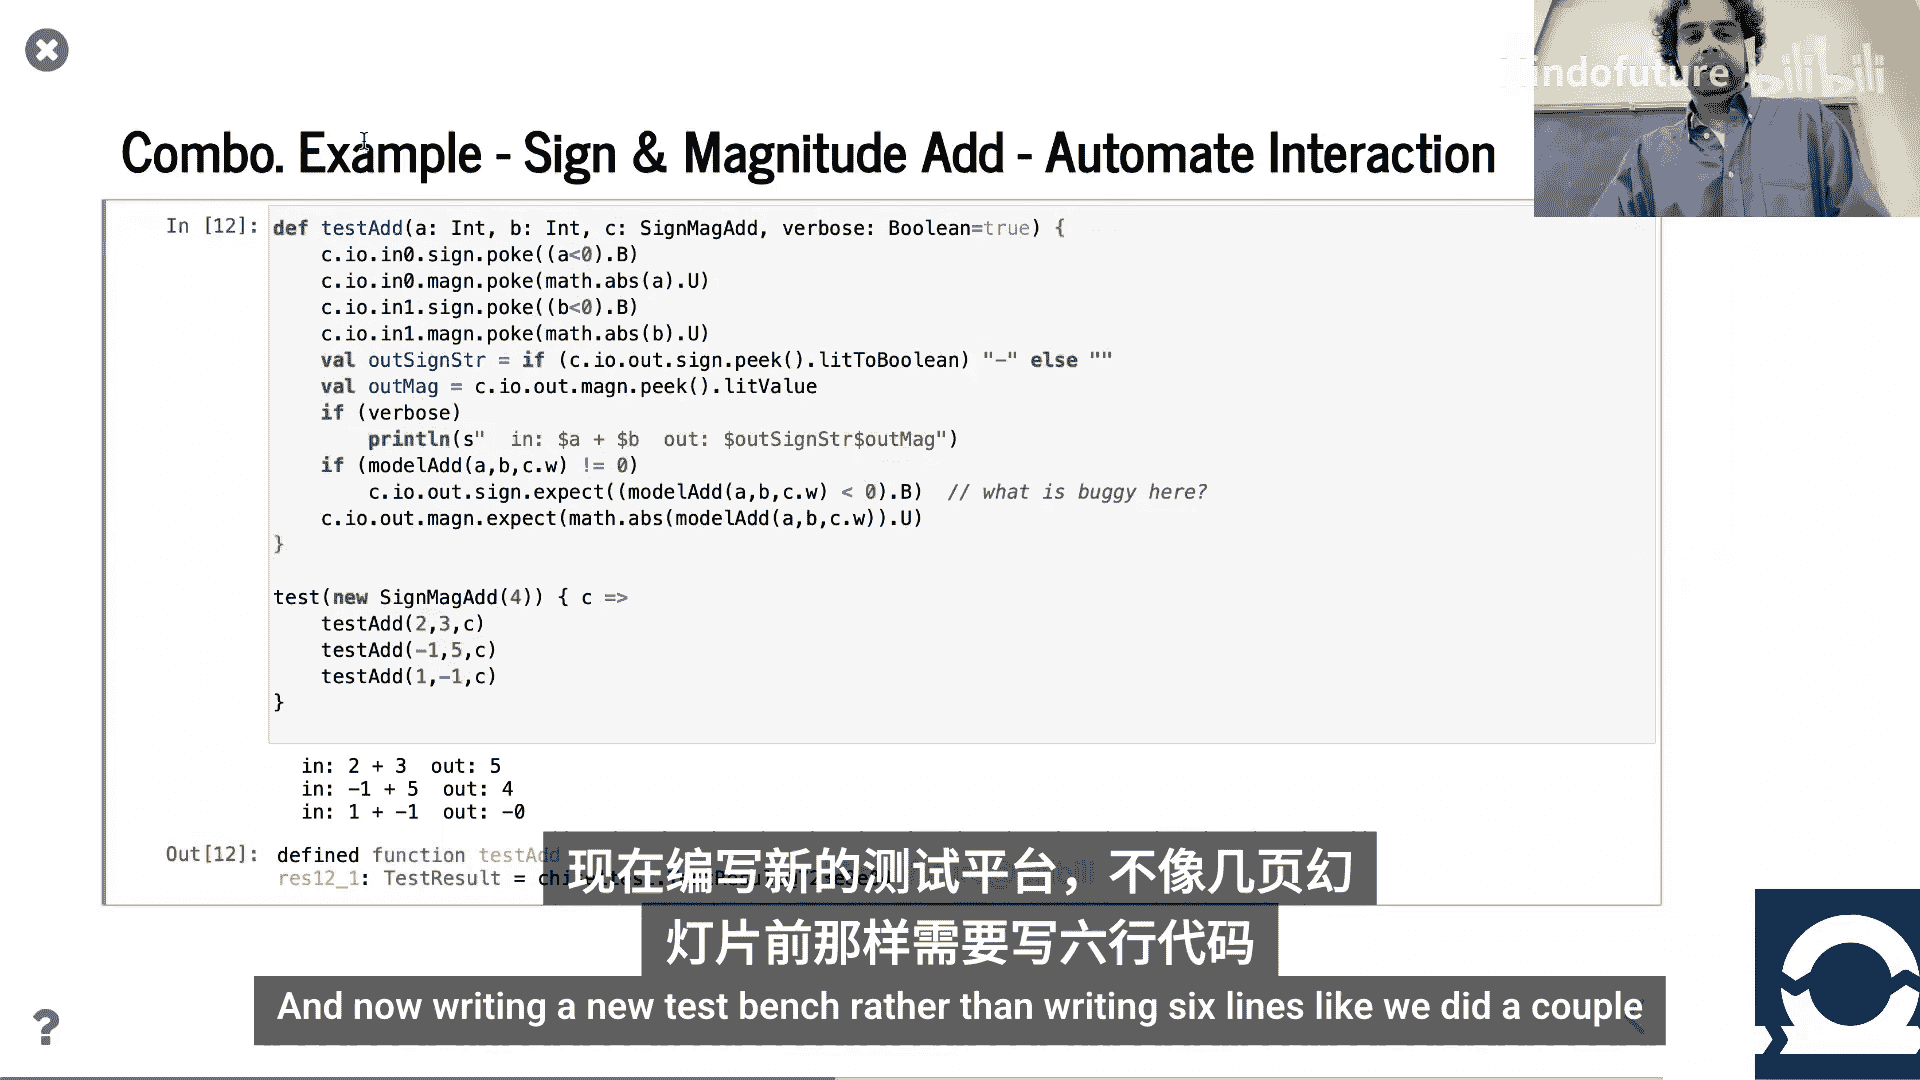 indofuture bilibili
Combo. Example - Sign & Magnitude Add - Automate Interaction
In [12]: def testAdd(a: Int, b: Int, c: SignMagAdd, verbose: Boolean=true) {
c.io.in0.sign.poke((a<0).B)
c.io.in0.magn.poke(math.abs(a).U)
c.io.in1.sign.poke((b<0).B)
c.io.in1.magn.poke(math.abs(b).U)
val outSignStr = if (c.io.out.sign.peek().litToBoolean) "-" else ""
val outMag = c.io.out.magn.peek().litValue
if (verbose)
println(s"  in: $a + $b  out: $outSignStr$outMag")
if (modelAdd(a,b,c.w) != 0)
c.io.out.sign.expect((modelAdd(a,b,c.w) < 0).B)  // what is buggy here?
c.io.out.magn.expect(math.abs(modelAdd(a,b,c.w)).U)
}
test(new SignMagAdd(4)) { c =>
testAdd(2,3,c)
testAdd(-1,5,c)
testAdd(1,-1,c)
}
in: 2 + 3  out: 5
in: -1 + 5  out: 4
in: 1 + -1  out: -0
Out[12]: defined function testAdd
res12_1: TestResult =
现在编写新的测试平台，不像几页幻
灯片前那样需要写六行代码
And now writing a new test bench rather than writing six lines like we did a couple
?